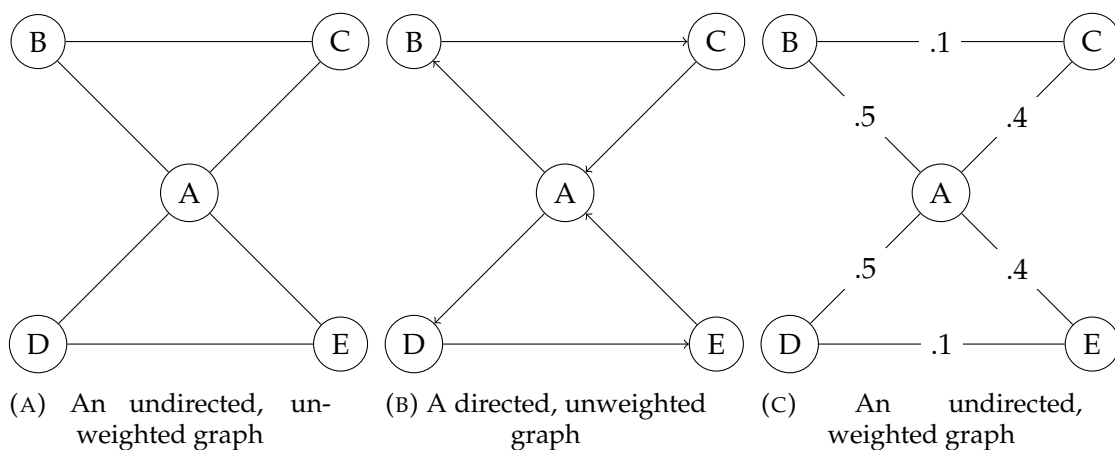 B C B C B .1 C
.5 .4
A A A
.5 .4
D E D E D .1 E
(A) An undirected, un-
weighted graph
(B) A directed, unweighted
graph
(C) An undirected,
weighted graph